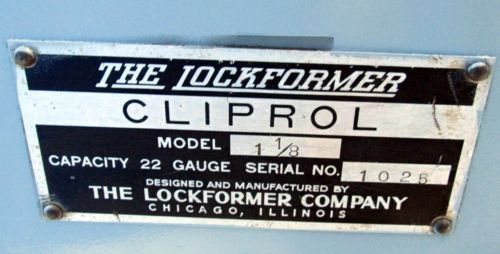 THE LOCKFORMER
CLIPROL
MODEL 1 1/8
CAPACITY 22 GAUGE SERIAL NO. 1025
DESIGNED AND MANUFACTURED BY
THE LOCKFORMER COMPANY
CHICAGO, ILLINOIS